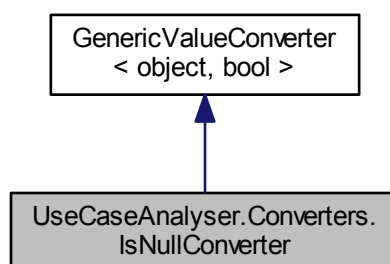 GenericValueConverter
< object, bool >
UseCaseAnalyser.Converters.
IsNullConverter